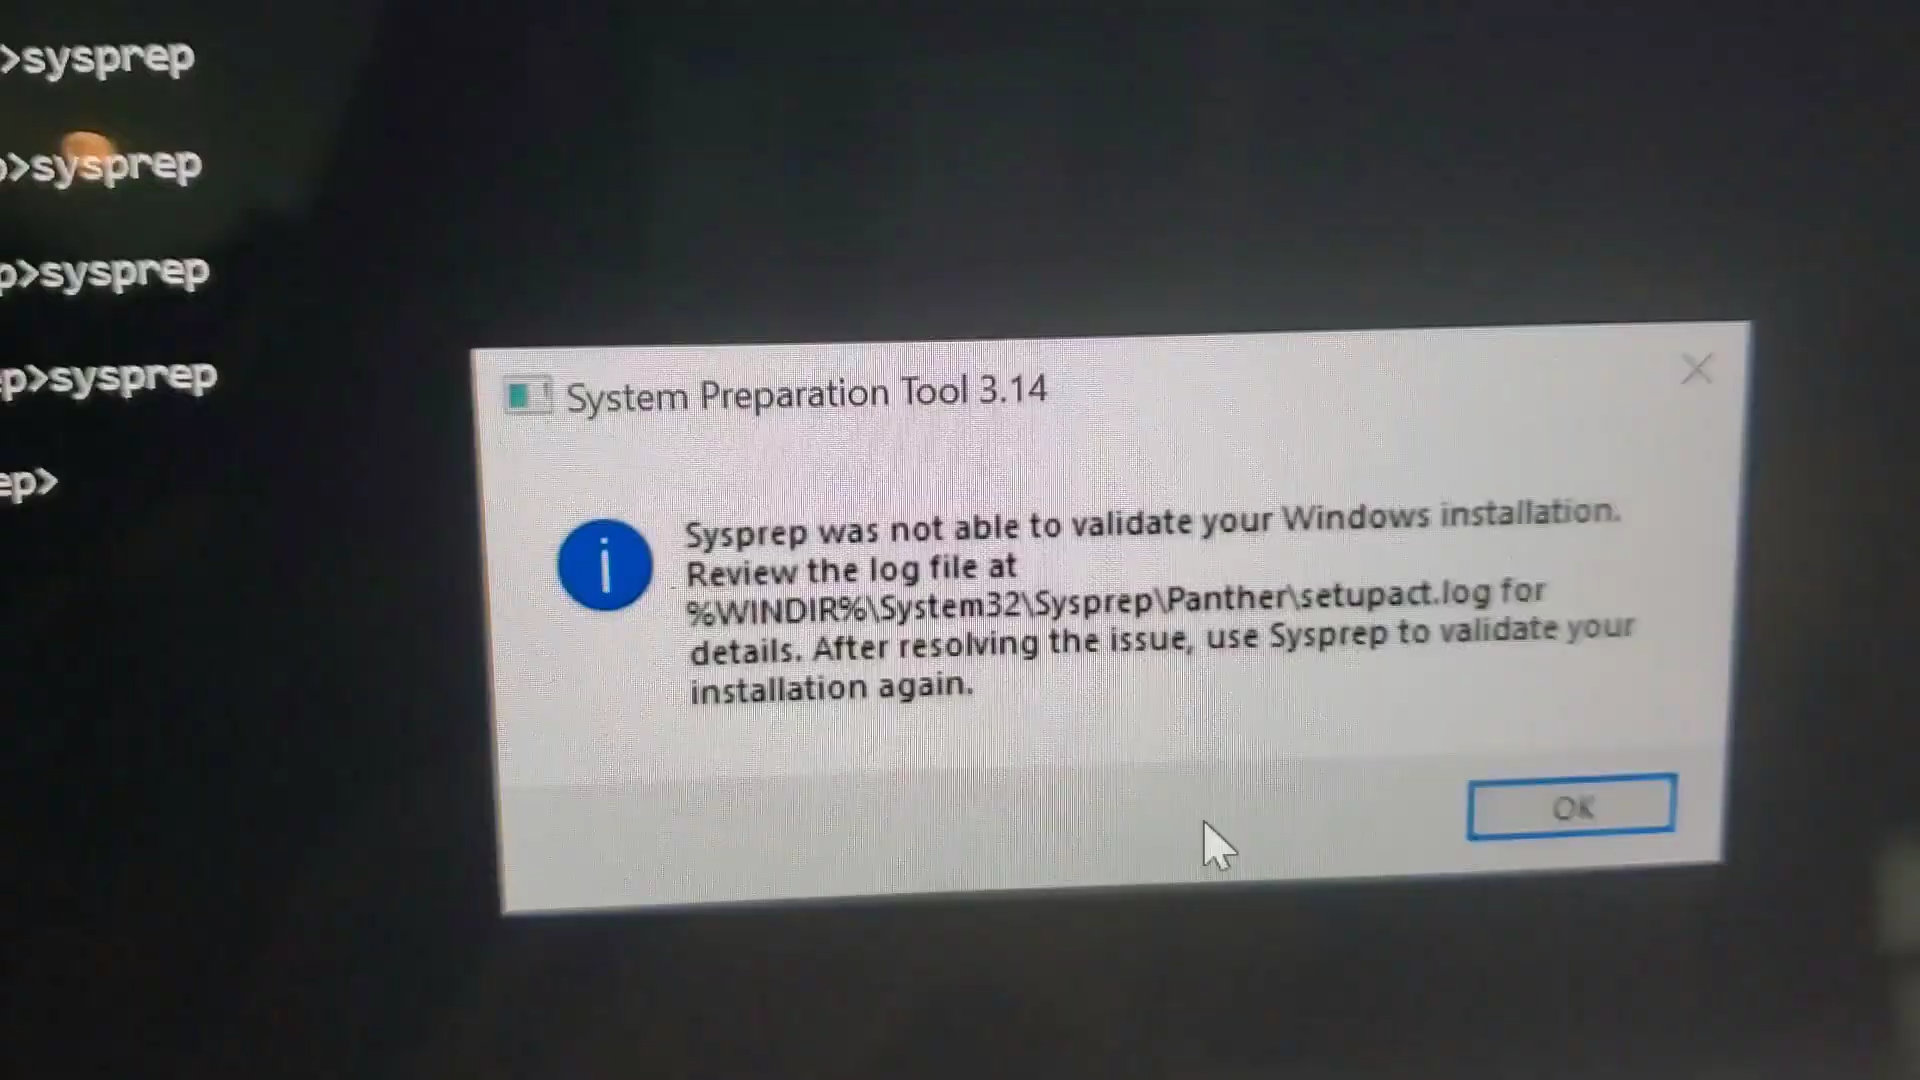 >sysprep
p>sysprep
p>sysprep
ep>sysprep
ep>
System Preparation Tool 3.14
Sysprep was not able to validate your Windows installation.
Review the log file at
%WINDIR%\System32\Sysprep\Panther\setupact.log for
details. After resolving the issue, use Sysprep to validate your
installation again.
OK